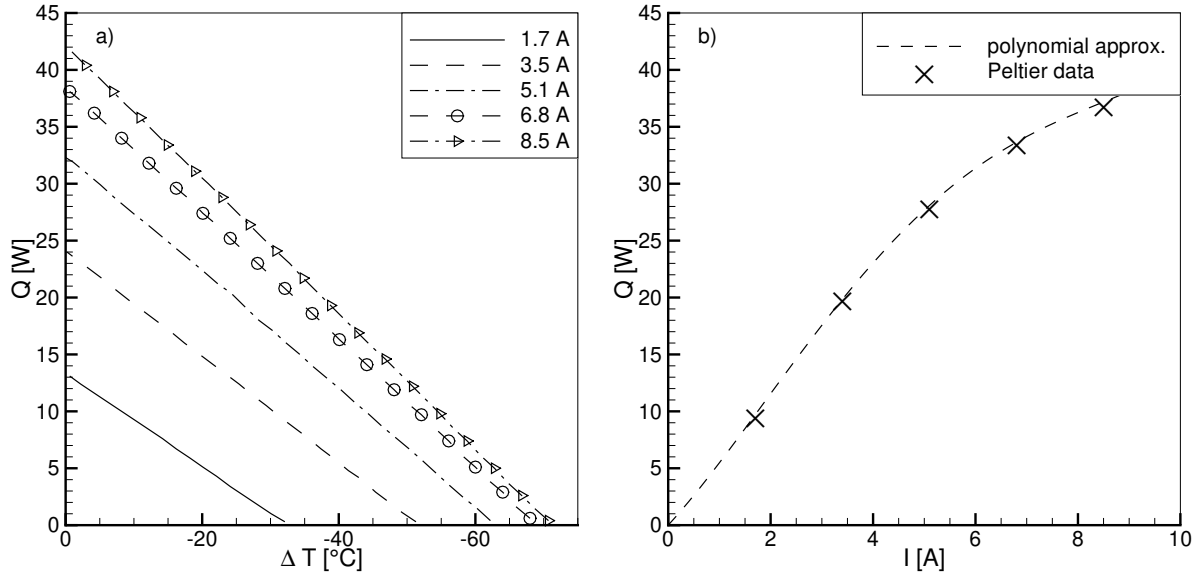 a)
1.7 A
3.5 A
5.1 A
6.8 A
8.5 A
45
40
35
30
25
20
15
10
5
0
Q [W]
0
-20
-40
-60
Δ T [°C]
b)
polynomial approx.
Peltier data
45
40
35
30
25
20
15
10
5
0
Q [W]
0
2
4
6
8
10
I [A]